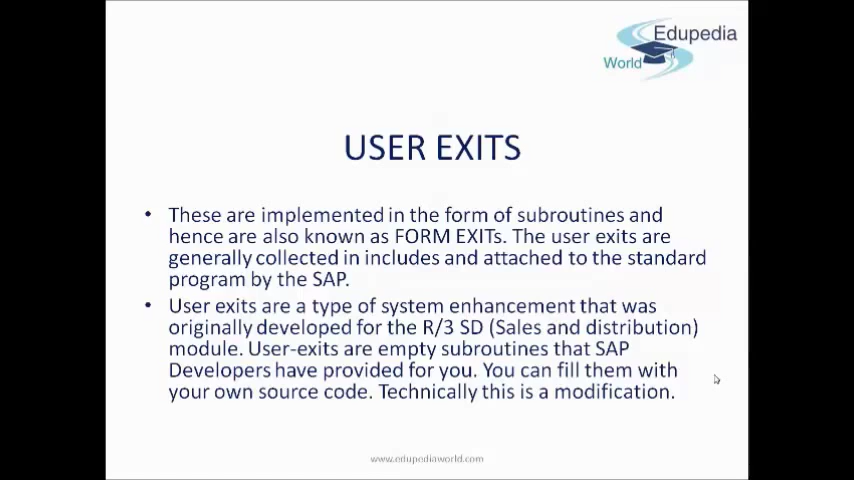 Edupedia
World
USER EXITS
• These are implemented in the form of subroutines and
hence are also known as FORM EXITs. The user exits are
generally collected in includes and attached to the standard
program by the SAP.
• User exits are a type of system enhancement that was
originally developed for the R/3 SD (Sales and distribution)
module. User-exits are empty subroutines that SAP
Developers have provided for you. You can fill them with
your own source code. Technically this is a modification.
www.edupediaworld.com